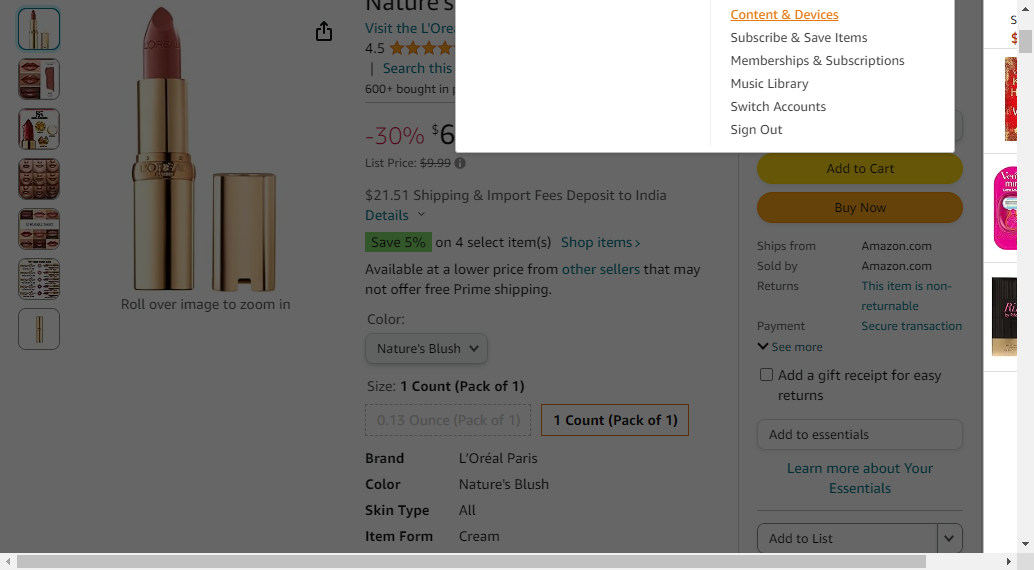 Nature's
Visit the L'Oré
4.5
| Search this
600+ bought in p
-30% $6
List Price: $9.99
$21.51 Shipping & Import Fees Deposit to India
Details
Save 5% on 4 select item(s) Shop items
Available at a lower price from other sellers that may
not offer free Prime shipping.
Color:
Nature's Blush
Size: 1 Count (Pack of 1)
0.13 Ounce (Pack of 1)
1 Count (Pack of 1)
Brand L'Oréal Paris
Color Nature's Blush
Skin Type All
Item Form Cream
L'ORÉAL
Roll over image to zoom in
Content & Devices
Subscribe & Save Items
Memberships & Subscriptions
Music Library
Switch Accounts
Sign Out
Add to Cart
Buy Now
Ships from Amazon.com
Sold by Amazon.com
Returns This item is non-
returnable
Payment Secure transaction
See more
Add a gift receipt for easy
returns
Add to essentials
Learn more about Your
Essentials
Add to List
S
$